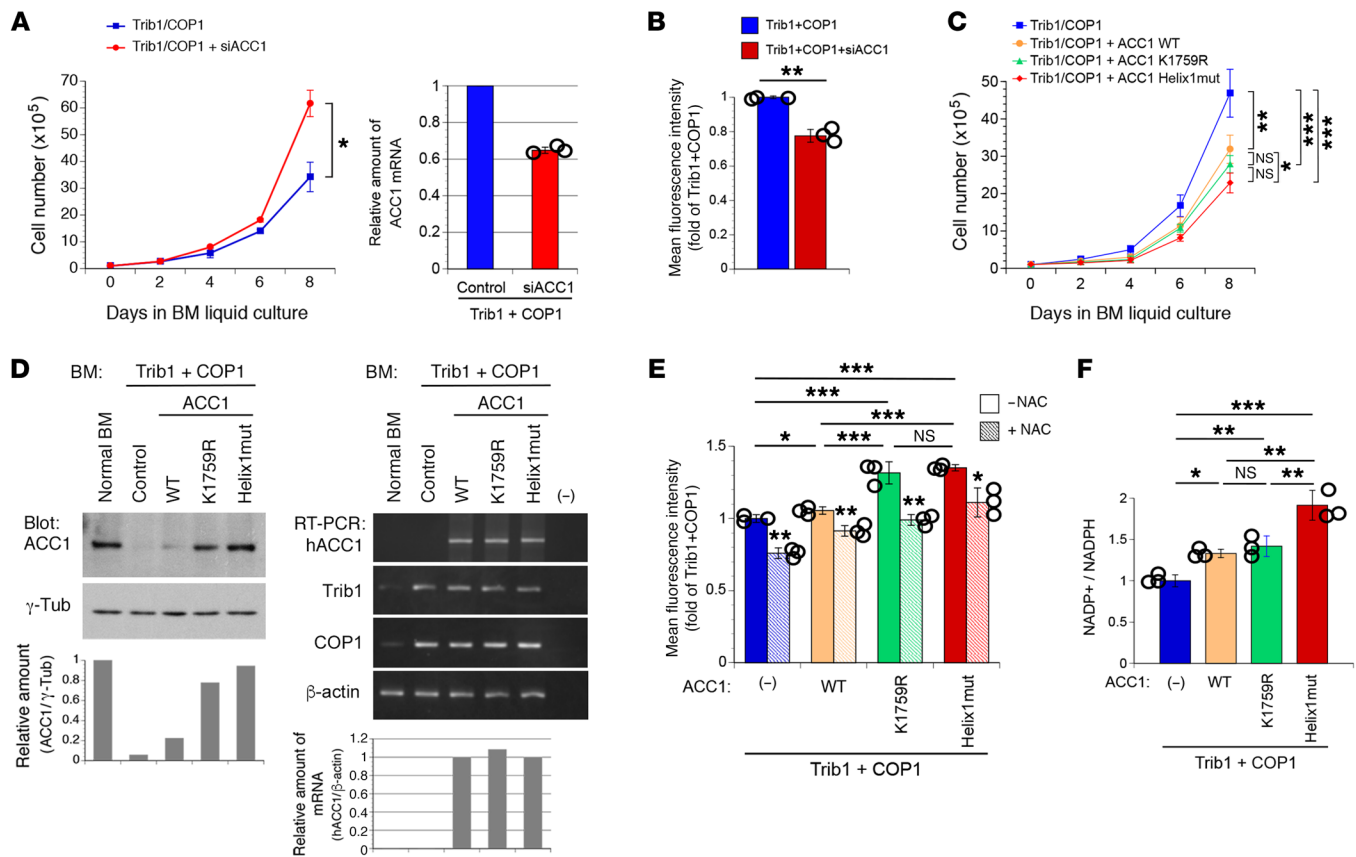 A
Trib1/COP1
Trib1/COP1 + siACC1
Cell number (x10⁵)
70
60
50
40
30
20
10
0
*
0 2 4 6 8
Days in BM liquid culture
Relative amount of
ACC1 mRNA
1
0.8
0.6
0.4
0.2
0
Control siACC1
Trib1 + COP1
B
Trib1+COP1
Trib1+COP1+siACC1
**
Mean fluorescence intensity
(fold of Trib1+COP1)
1
0.8
0.6
0.4
0.2
0
C
Trib1/COP1
Trib1/COP1 + ACC1 WT
Trib1/COP1 + ACC1 K1759R
Trib1/COP1 + ACC1 Helix1mut
Cell number (x10⁵)
50
40
30
20
10
0
**
NS
NS
*
***
***
0 2 4 6 8
Days in BM liquid culture
D
BM: Trib1 + COP1
ACC1
Normal BM
Control
WT
K1759R
Helix1mut
Blot:
ACC1
γ-Tub
Relative amount
(ACC1/γ-Tub)
1
0.8
0.6
0.4
0.2
0
BM: Trib1 + COP1
ACC1
Normal BM
Control
WT
K1759R
Helix1mut
(–)
RT-PCR:
hACC1
Trib1
COP1
β-actin
Relative amount of
mRNA
(hACC1/β-actin)
1.2
1
0.8
0.6
0.4
0.2
0
E
–NAC
+ NAC
***
***
***
* *** NS
Mean fluorescence intensity
(fold of Trib1+COP1)
1.5
1
0.5
0
** ** ** *
ACC1: (–) WT K1759R Helix1mut
Trib1 + COP1
F
***
**
**
* NS **
NADP+ / NADPH
2
1.5
1
0.5
0
ACC1: (–) WT K1759R Helix1mut
Trib1 + COP1